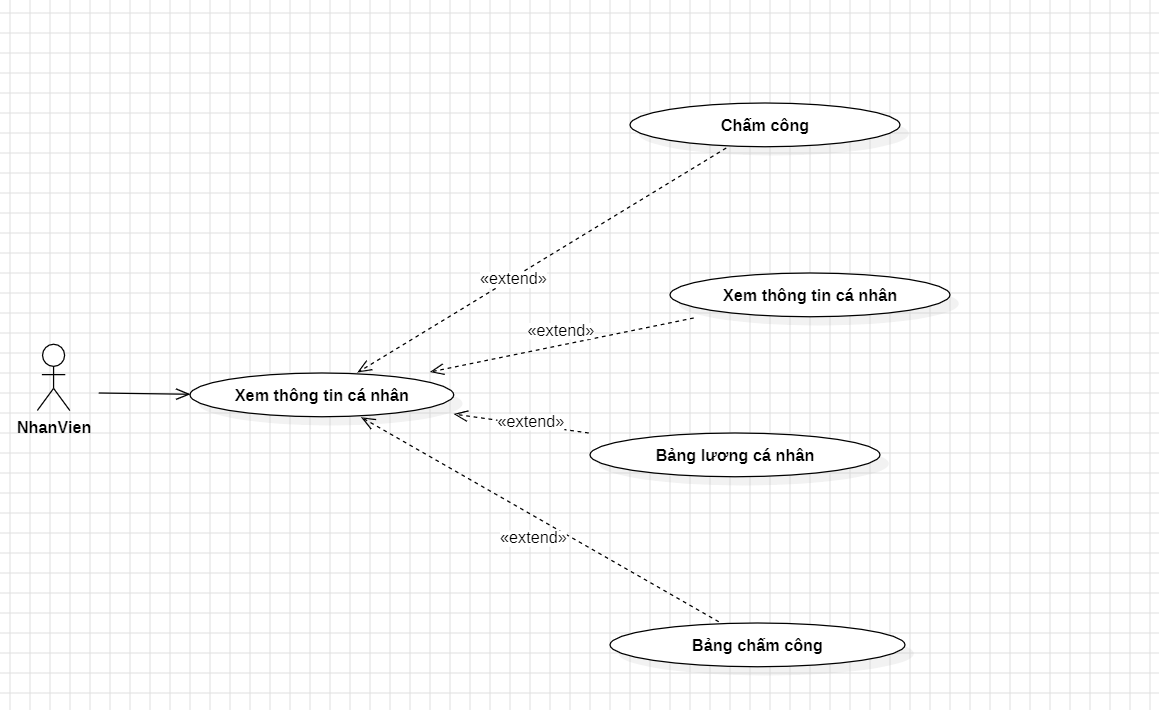 Chấm công
«extend»
Xem thông tin cá nhân
«extend»
Xem thông tin cá nhân
NhanVien
«extend»
Bảng lương cá nhân
«extend»
Bảng chấm công